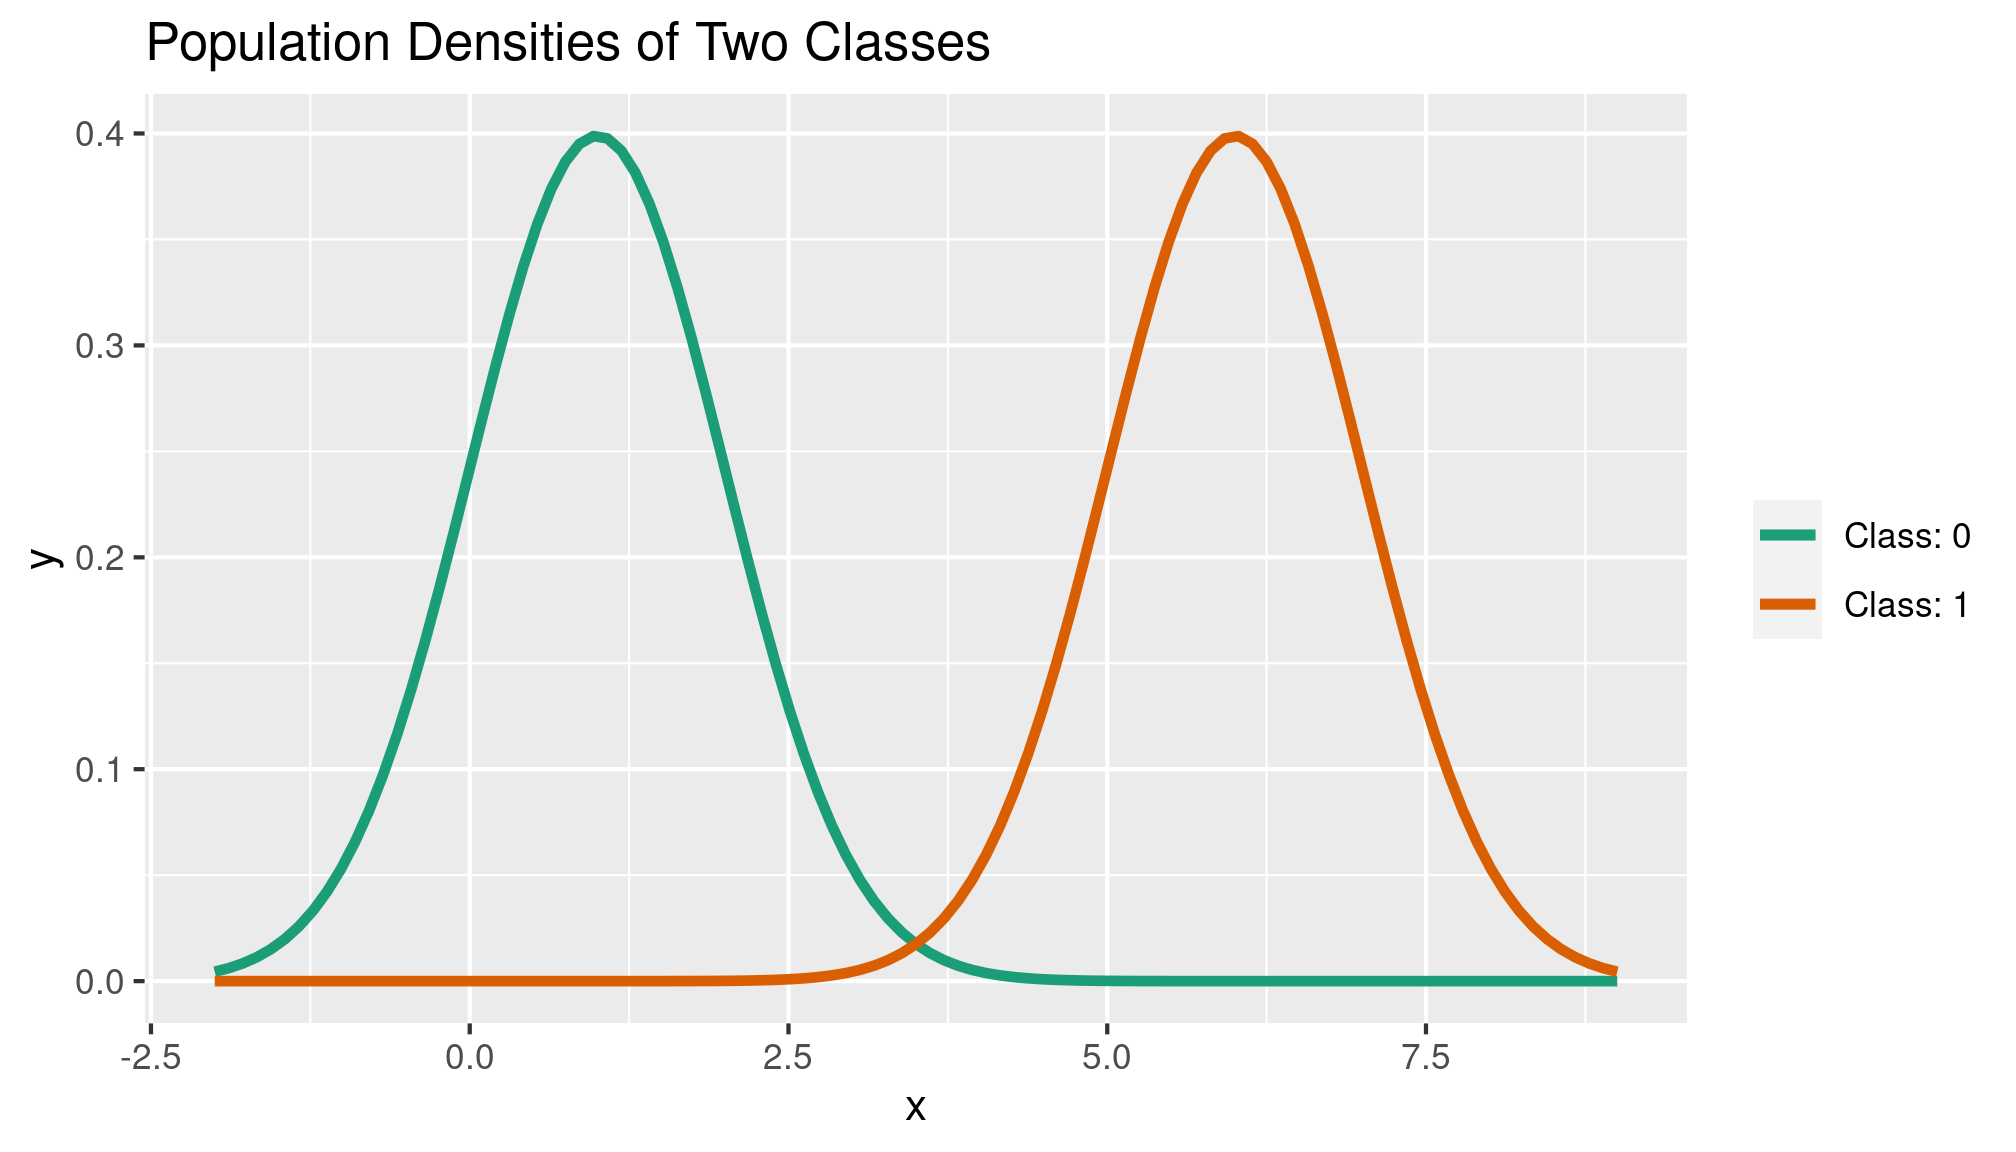 Population Densities of Two Classes
0.4
0.3
0.2
0.1
0.0
y
-2.5 0.0 2.5 5.0 7.5
x
Class: 0
Class: 1